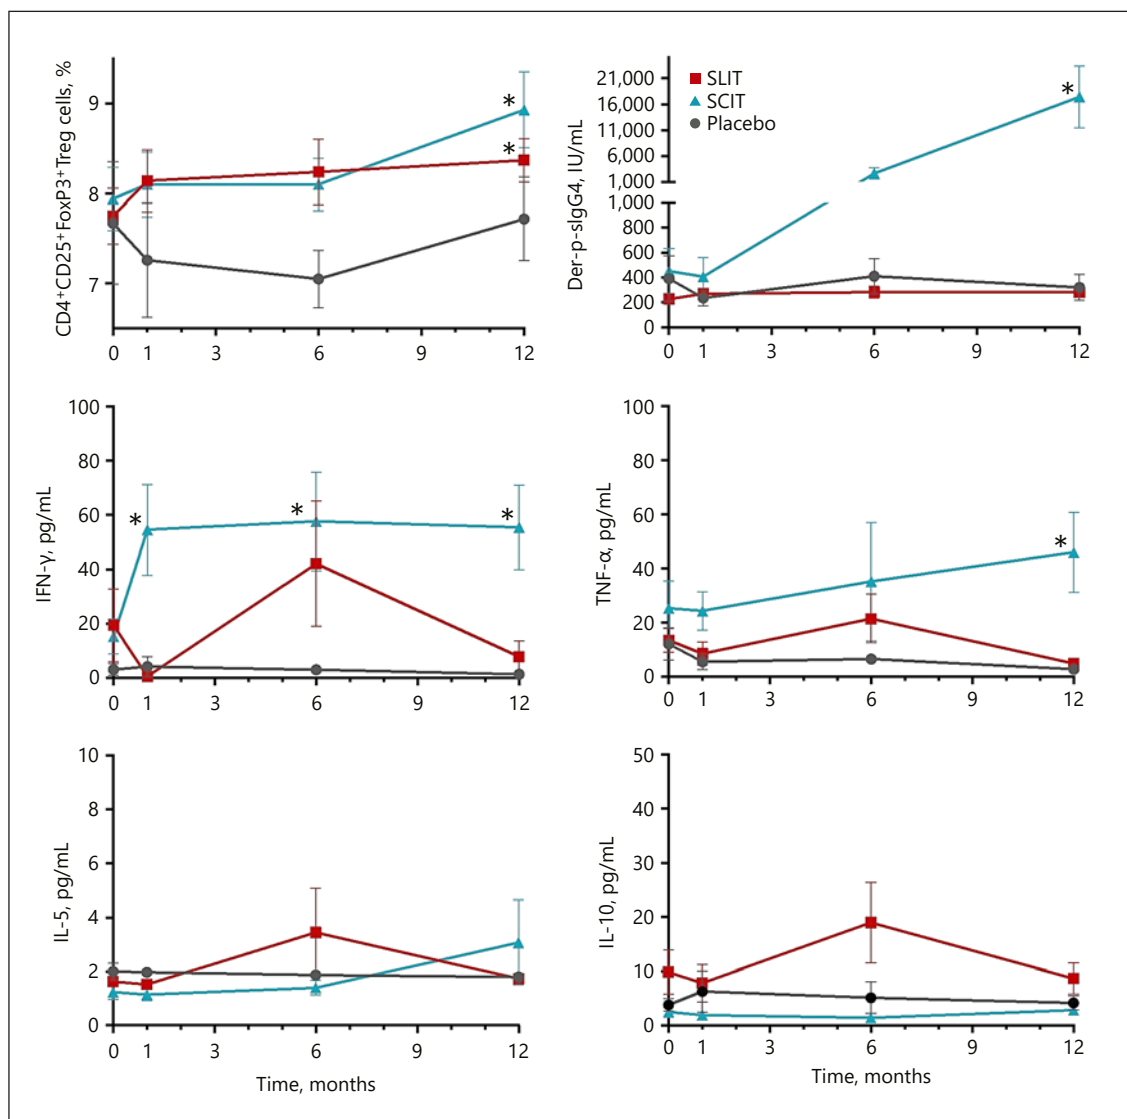 CD4+CD25+FoxP3+Treg cells, %
9
8
7
*
*
0 1 3 6 9 12
Der-p-sIgG4, IU/mL
21,000
16,000
11,000
6,000
1,000
1,000
800
600
400
200
0
SLIT
SCIT
Placebo
*
0 1 3 6 9 12
IFN-γ, pg/mL
100
80
60
40
20
0
* * *
0 1 3 6 9 12
TNF-α, pg/mL
100
80
60
40
20
0
*
0 1 3 6 9 12
IL-5, pg/mL
10
8
6
4
2
0
0 1 3 6 9 12
Time, months
IL-10, pg/mL
50
40
30
20
10
0
0 1 3 6 9 12
Time, months